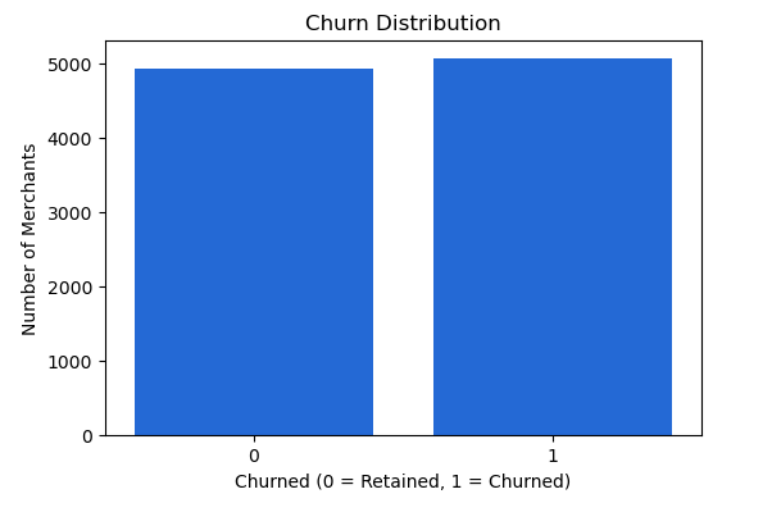 Churn Distribution
Number of Merchants
5000
4000
3000
2000
1000
0
0 1
Churned (0 = Retained, 1 = Churned)